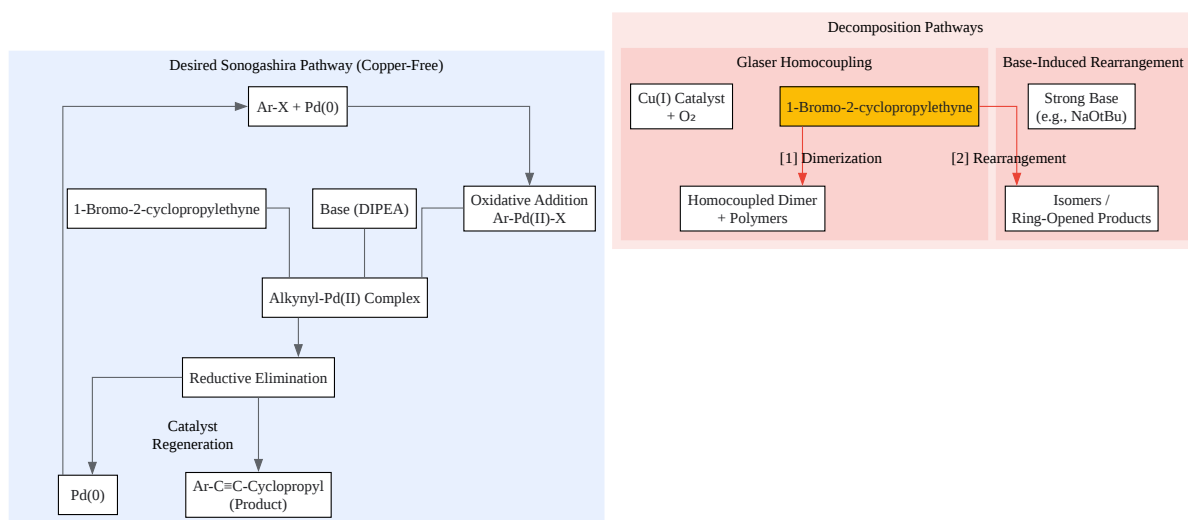 Desired Sonogashira Pathway (Copper-Free)
Ar-X + Pd(0)
1-Bromo-2-cyclopropylethyne
Base (DIPEA)
Oxidative Addition
Ar-Pd(II)-X
Alkynyl-Pd(II) Complex
Reductive Elimination
Catalyst
Regeneration
Pd(0)
Ar-C≡C-Cyclopropyl
(Product)
Decomposition Pathways
Glaser Homocoupling
Cu(I) Catalyst
+ O₂
1-Bromo-2-cyclopropylethyne
[1] Dimerization
Homocoupled Dimer
+ Polymers
Base-Induced Rearrangement
Strong Base
(e.g., NaOtBu)
[2] Rearrangement
Isomers /
Ring-Opened Products